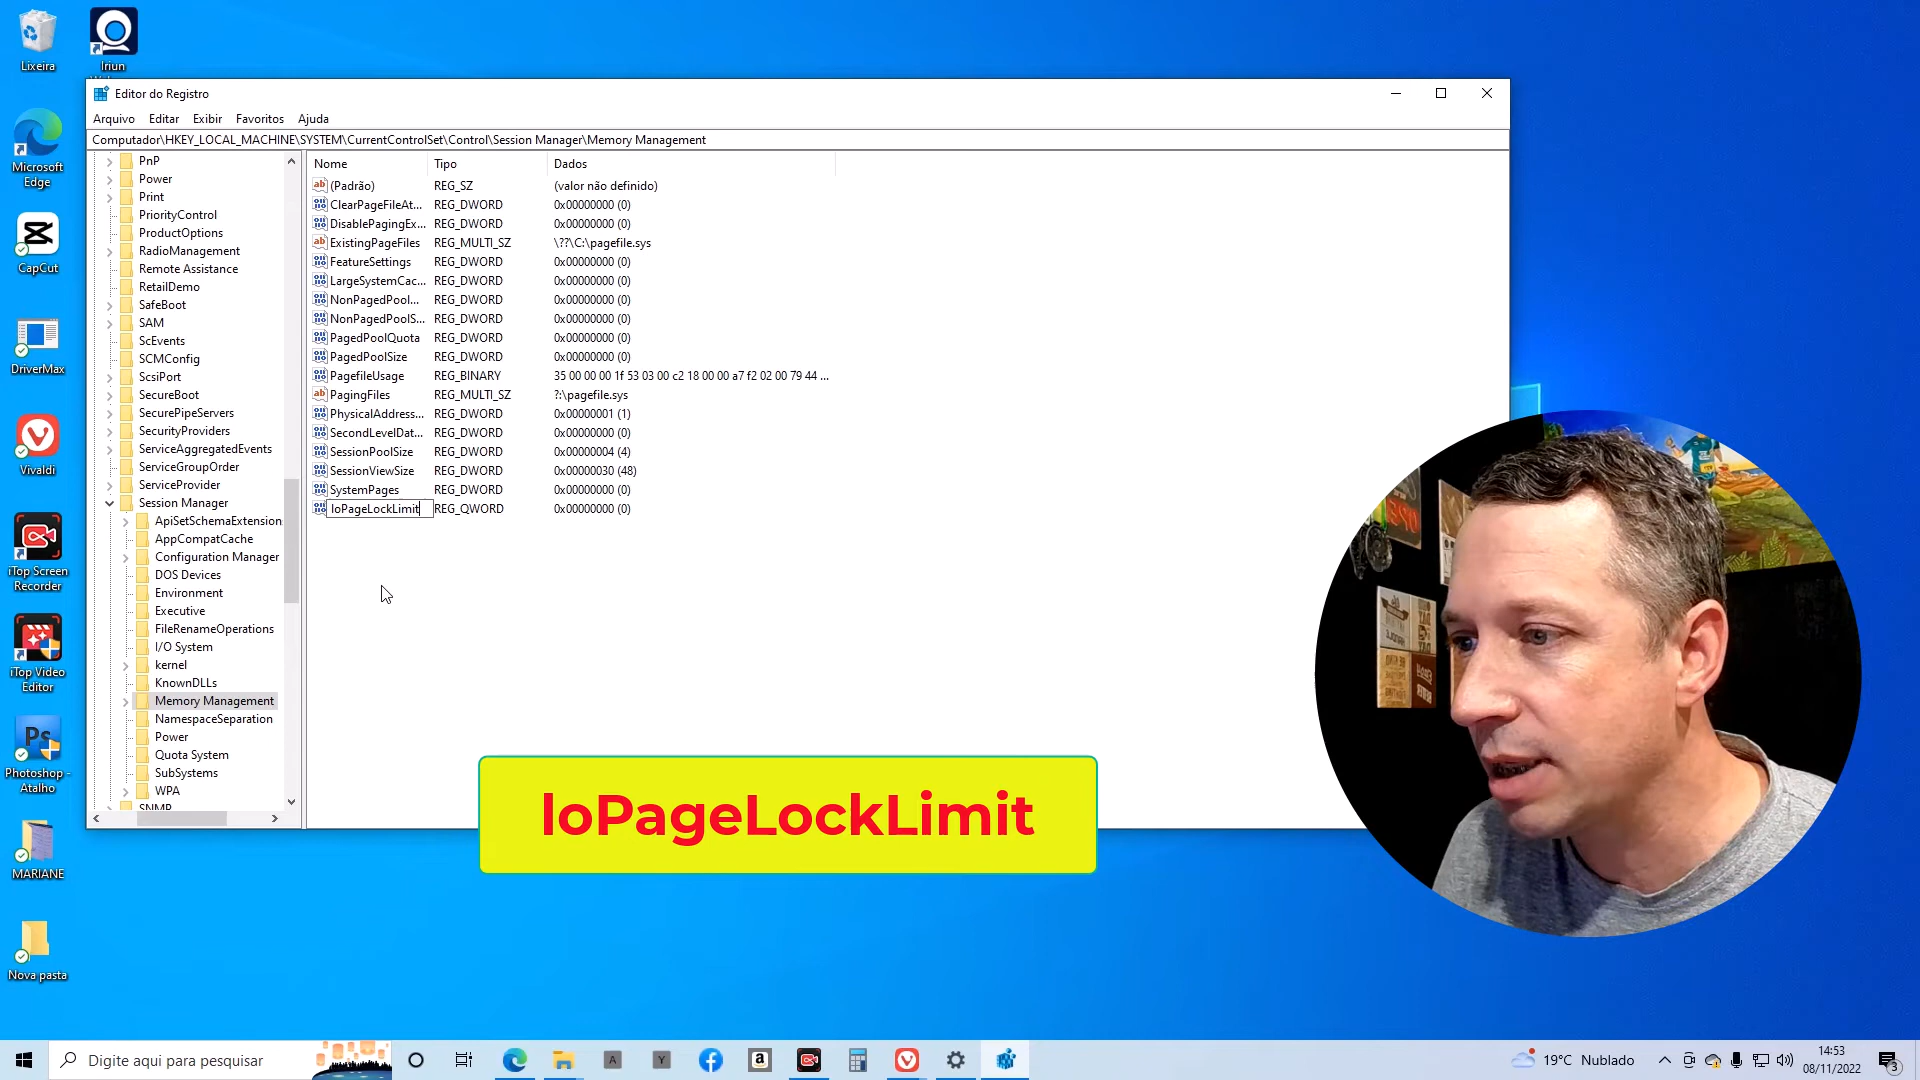 Lixeira
Iriun
Microsoft
Edge
CapCut
DriverMax
Vivaldi
iTop Screen
Recorder
iTop Video
Editor
Photoshop -
Atalho
MARIANE
Nova pasta
Editor do Registro
Arquivo Editar Exibir Favoritos Ajuda
Computador\HKEY_LOCAL_MACHINE\SYSTEM\CurrentControlSet\Control\Session Manager\Memory Management
PnP
Power
Print
PriorityControl
ProductOptions
RadioManagement
Remote Assistance
RetailDemo
SafeBoot
SAM
ScEvents
SCMConfig
ScsiPort
SecureBoot
SecurePipeServers
SecurityProviders
ServiceAggregatedEvents
ServiceGroupOrder
ServiceProvider
Session Manager
ApiSetSchemaExtension
AppCompatCache
Configuration Manager
DOS Devices
Environment
Executive
FileRenameOperations
I/O System
kernel
KnownDLLs
Memory Management
NamespaceSeparation
Power
Quota System
SubSystems
WPA
SNMP
Nome Tipo Dados
(Padrão) REG_SZ (valor não definido)
ClearPageFileAt... REG_DWORD 0x00000000 (0)
DisablePagingEx... REG_DWORD 0x00000000 (0)
ExistingPageFiles REG_MULTI_SZ \??\C:\pagefile.sys
FeatureSettings REG_DWORD 0x00000000 (0)
LargeSystemCac... REG_DWORD 0x00000000 (0)
NonPagedPool... REG_DWORD 0x00000000 (0)
NonPagedPoolS... REG_DWORD 0x00000000 (0)
PagedPoolQuota REG_DWORD 0x00000000 (0)
PagedPoolSize REG_DWORD 0x00000000 (0)
PagefileUsage REG_BINARY 35 00 00 00 1f 53 03 00 c2 18 00 00 a7 f2 02 00 79 44 ...
PagingFiles REG_MULTI_SZ ?:\pagefile.sys
PhysicalAddress... REG_DWORD 0x00000001 (1)
SecondLevelDat... REG_DWORD 0x00000000 (0)
SessionPoolSize REG_DWORD 0x00000004 (4)
SessionViewSize REG_DWORD 0x00000030 (48)
SystemPages REG_DWORD 0x00000000 (0)
IoPageLockLimit REG_QWORD 0x00000000 (0)
IoPageLockLimit
Digite aqui para pesquisar
19°C Nublado
14:53
08/11/2022
3